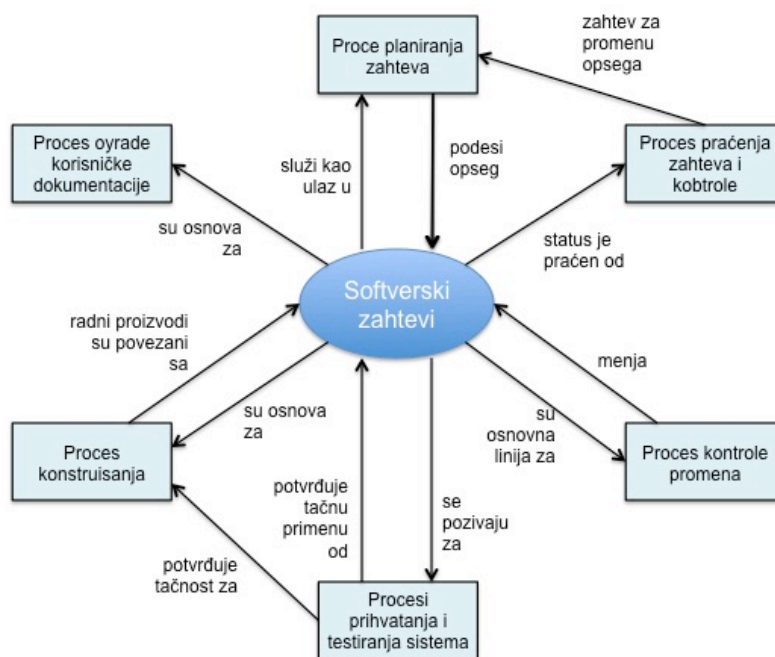 Proce planiranja
zahteva
zahtev za
promenu
opsega
Proces oyrade
korisničke
dokumentacije
služi kao
ulaz u
podesi
opseg
Proces praćenja
zahteva i
kobtrole
su osnova
za
status je
praćen od
Softverski
zahtevi
radni proizvodi
su povezani
sa
menja
su osnova
za
su
osnovna
linija za
Proces
konstruisanja
Proces kontrole
promena
potvrđuje
tačnu
primenu
od
se
pozivaju
za
potvrđuje
tačnost za
Procesi
prihvatanja i
testiranja sistema